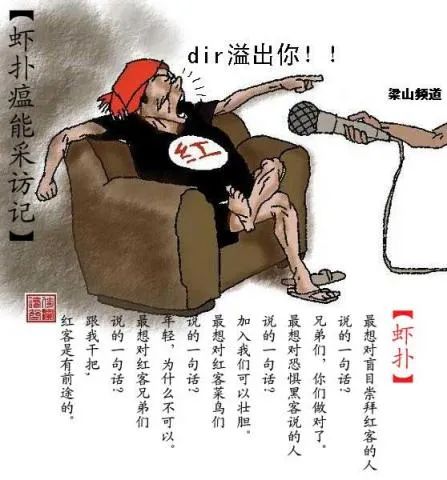 【虾扑瘟能采访记】
dir溢出你！！
梁山频道
红
【虾扑】
最想对盲目崇拜红客的人
说的一句话？
兄弟们，你们做对了。
最想对恐惧黑客说的人
说的一句话？
加入我们可以壮胆。
最想对红客菜鸟们
说的一句话？
年轻，为什么不可以。
最想对红客兄弟们
说的一句话？
跟我干把，
红客是有前途的。